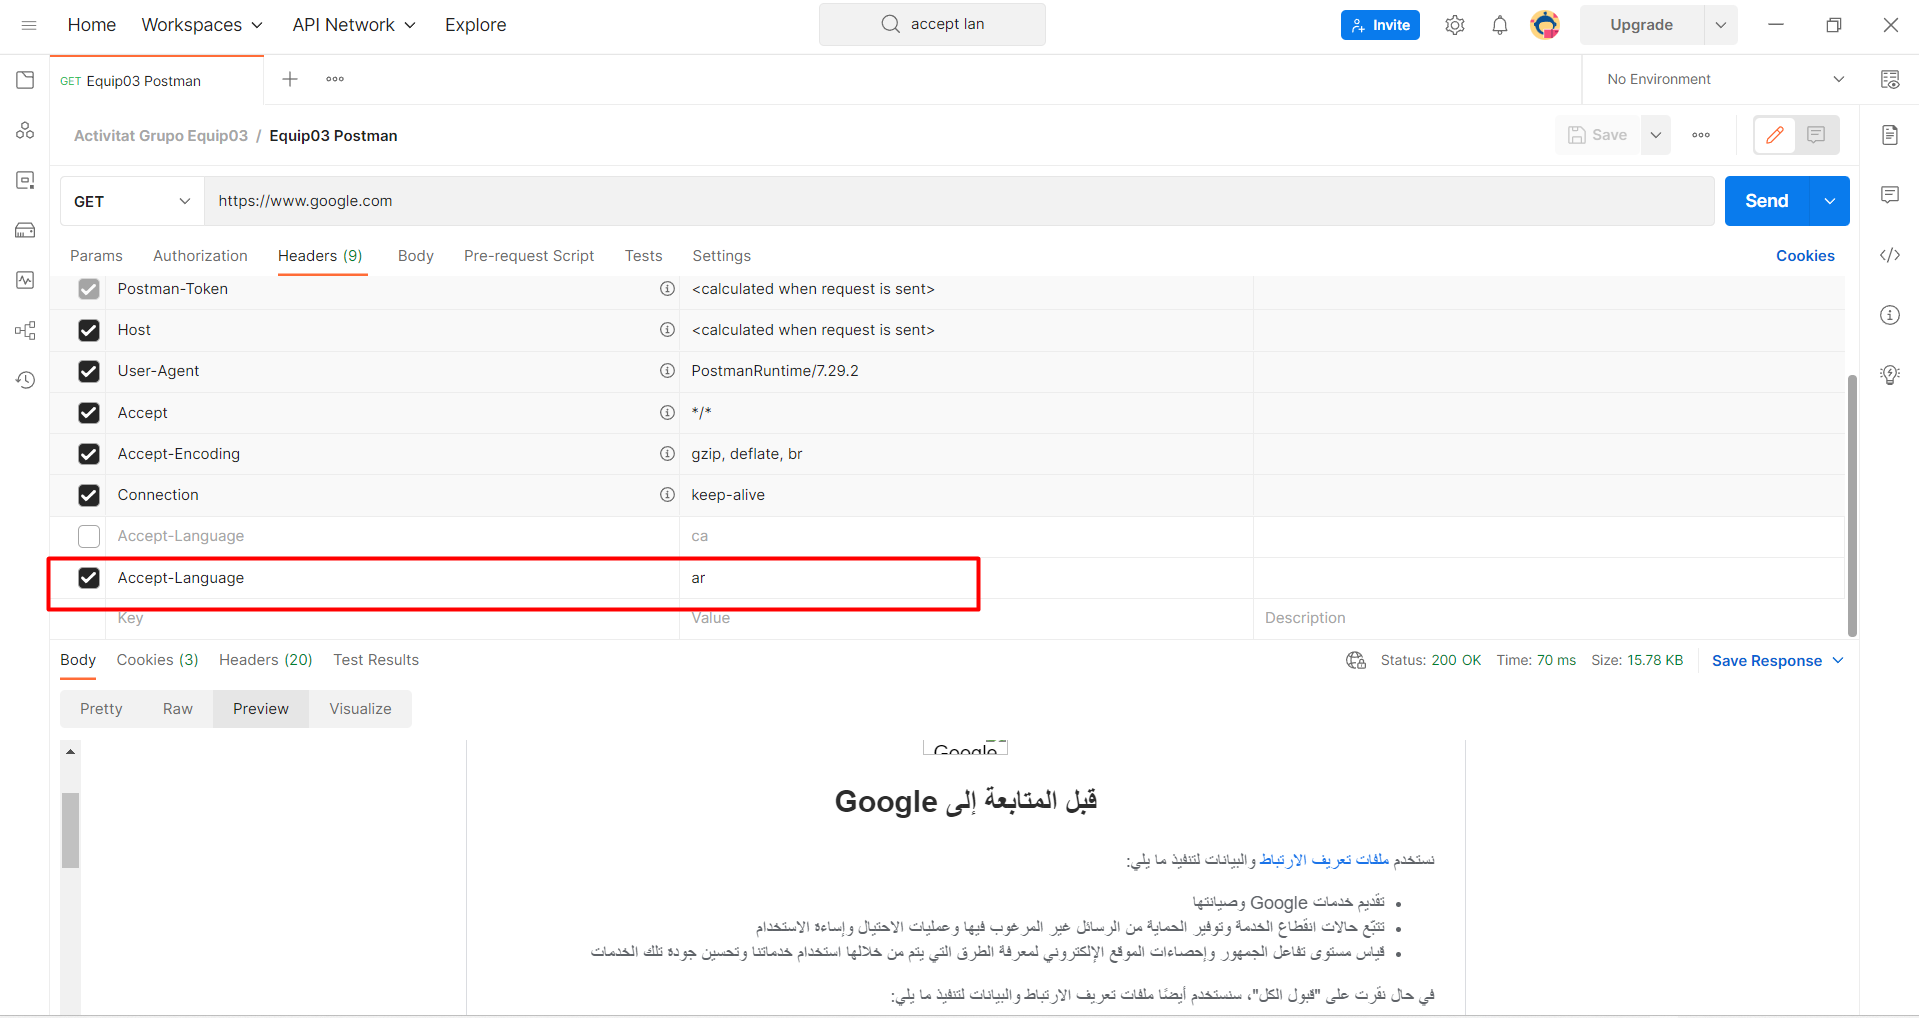 Home Workspaces API Network Explore accept lan Invite Upgrade
GET Equip03 Postman No Environment
Activitat Grupo Equip03 / Equip03 Postman Save
GET https://www.google.com Send
Params Authorization Headers (9) Body Pre-request Script Tests Settings Cookies
Postman-Token <calculated when request is sent>
Host <calculated when request is sent>
User-Agent PostmanRuntime/7.29.2
Accept */*
Accept-Encoding gzip, deflate, br
Connection keep-alive
Accept-Language ca
Accept-Language ar
Key Value Description
Body Cookies (3) Headers (20) Test Results Status: 200 OK Time: 70 ms Size: 15.78 KB Save Response
Pretty Raw Preview Visualize
Google
قبل المتابعة إلى Google
نستخدم ملفات تعريف الارتباط والبيانات لتنفيذ ما يلي:
• تقديم خدمات Google وصيانتها
• تتبّع حالات انقطاع الخدمة وتوفير الحماية من الرسائل غير المرغوب فيها وعمليات الاحتيال وإساءة الاستخدام
• قياس مستوى تفاعل الجمهور وإحصاءات الموقع الإلكتروني لمعرفة الطرق التي يتم من خلالها استخدام خدماتنا وتحسين جودة تلك الخدمات
في حال نقرت على "قبول الكل"، سنستخدم أيضًا ملفات تعريف الارتباط والبيانات لتنفيذ ما يلي: